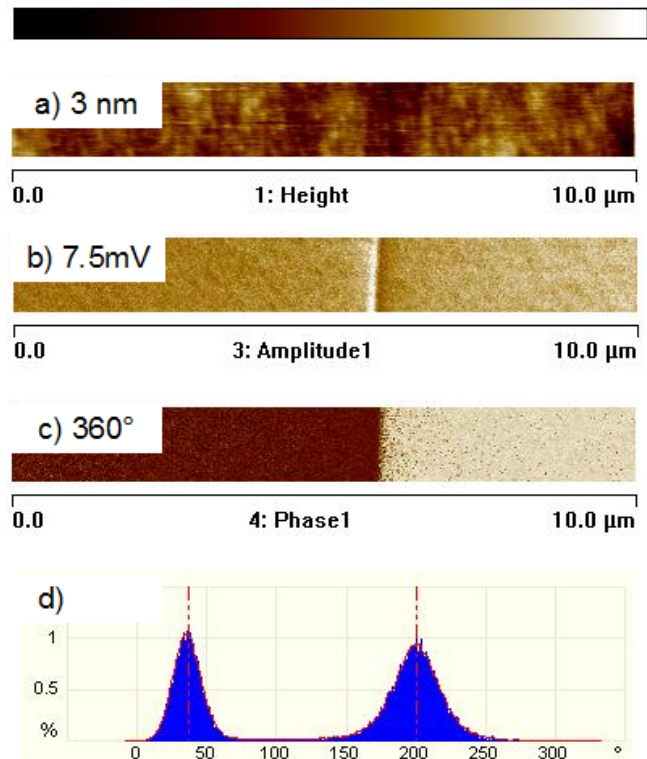 a) 3 nm
0.0 1: Height 10.0 µm
b) 7.5mV
0.0 3: Amplitude1 10.0 µm
c) 360°
0.0 4: Phase1 10.0 µm
d)
1
0.5
%
0 50 100 150 200 250 300 °